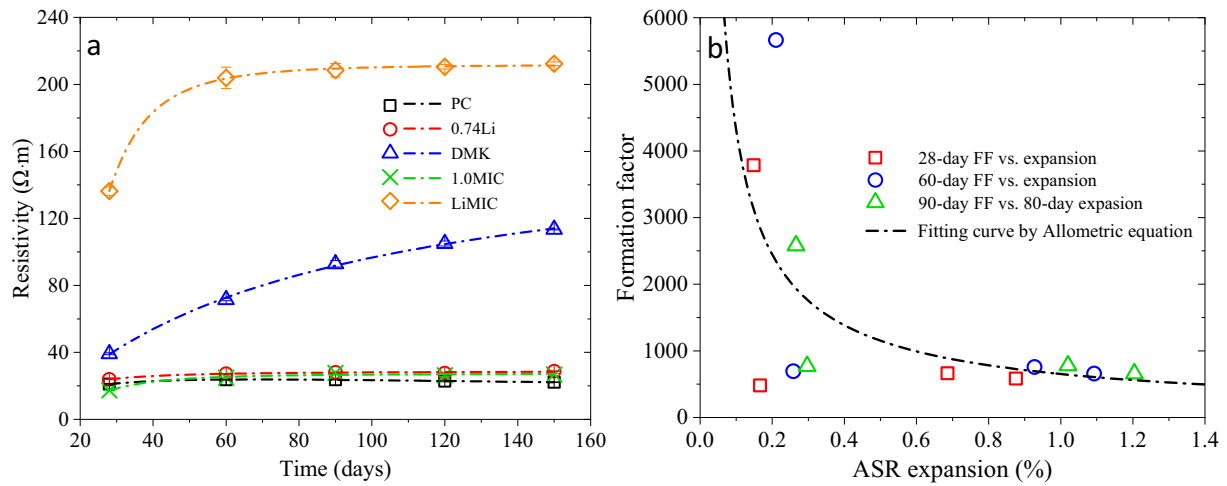 a
240
200
160
120
80
40
0
20
40
60
80
100
120
140
160
Resistivity (Ω·m)
Time (days)
PC
0.74Li
DMK
1.0MIC
LiMIC
b
6000
5000
4000
3000
2000
1000
0
0.0
0.2
0.4
0.6
0.8
1.0
1.2
1.4
Formation factor
ASR expansion (%)
28-day FF vs. expansion
60-day FF vs. expansion
90-day FF vs. 80-day expasion
Fitting curve by Allometric equation